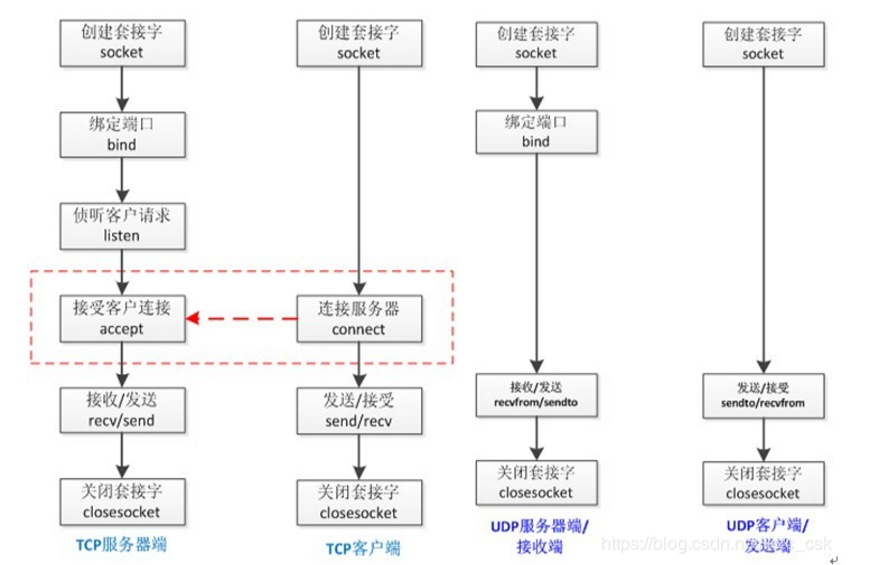 创建套接字
socket
绑定端口
bind
侦听客户请求
listen
接受客户连接
accept
接收/发送
recv/send
关闭套接字
closesocket
TCP服务器端
创建套接字
socket
连接服务器
connect
发送/接受
send/recv
关闭套接字
closesocket
TCP客户端
创建套接字
socket
绑定端口
bind
接收/发送
recvfrom/sendto
关闭套接字
closesocket
UDP服务器端/
接收端
创建套接字
socket
发送/接受
sendto/recvfrom
关闭套接字
closesocket
UDP客户端/
发送端